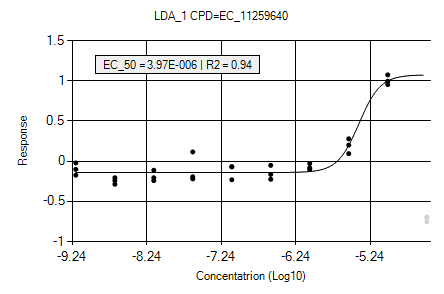 LDA_1 CPD=EC_11259640
1.5
EC_50 = 3.97E-006 | R2 = 0.94
1
0.5
Response
0
-0.5
-1
-9.24 -8.24 -7.24 -6.24 -5.24
Concentatrion (Log10)